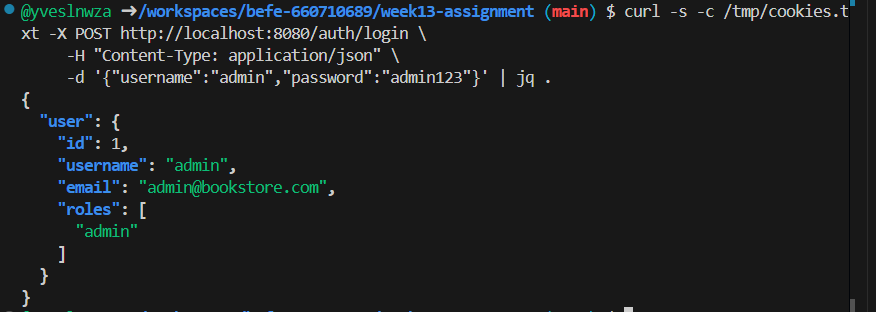 @yveslnwza ➜/workspaces/befe-660710689/week13-assignment (main) $ curl -s -c /tmp/cookies.t
xt -X POST http://localhost:8080/auth/login \
     -H "Content-Type: application/json" \
     -d '{"username":"admin","password":"admin123"}' | jq .
{
  "user": {
    "id": 1,
    "username": "admin",
    "email": "admin@bookstore.com",
    "roles": [
      "admin"
    ]
  }
}